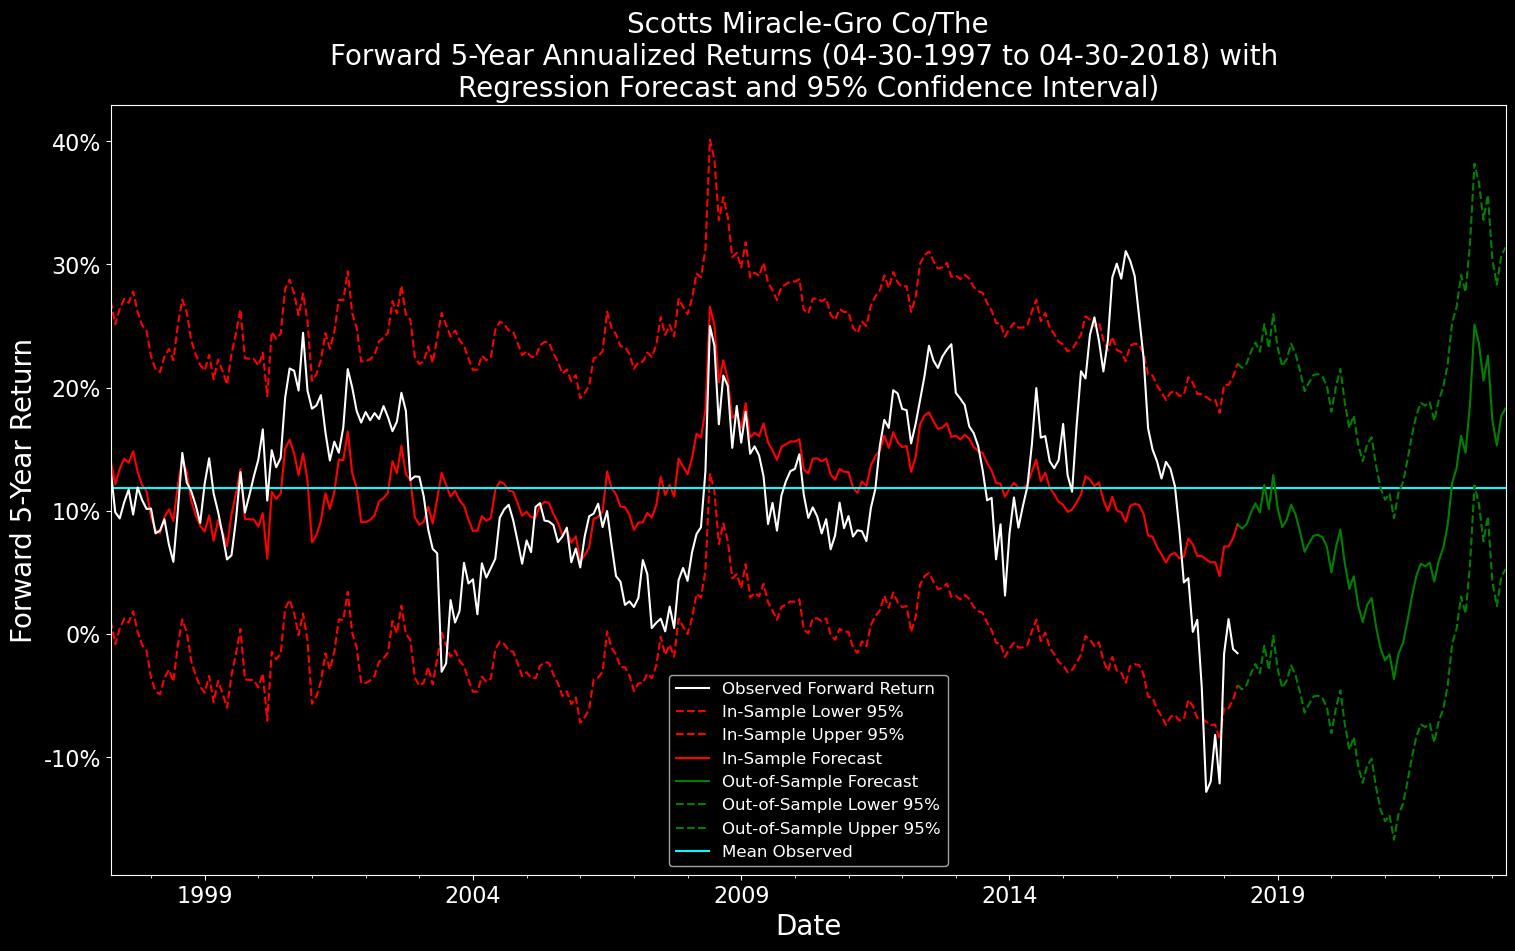 Scotts Miracle-Gro Co/The
Forward 5-Year Annualized Returns (04-30-1997 to 04-30-2018) with
Regression Forecast and 95% Confidence Interval)
Forward 5-Year Return
40%
30%
20%
10%
0%
-10%
Observed Forward Return
In-Sample Lower 95%
In-Sample Upper 95%
In-Sample Forecast
Out-of-Sample Forecast
Out-of-Sample Lower 95%
Out-of-Sample Upper 95%
Mean Observed
1999 2004 2009 2014 2019
Date